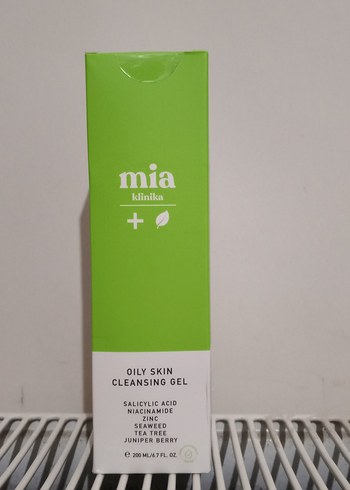 mia
klinika
OILY SKIN
CLEANSING GEL
SALICYLIC ACID
NIACINAMIDE
ZINC
SEAWEED
TEA TREE
JUNIPER BERRY
℮ 200 ML/6.7 FL. OZ.